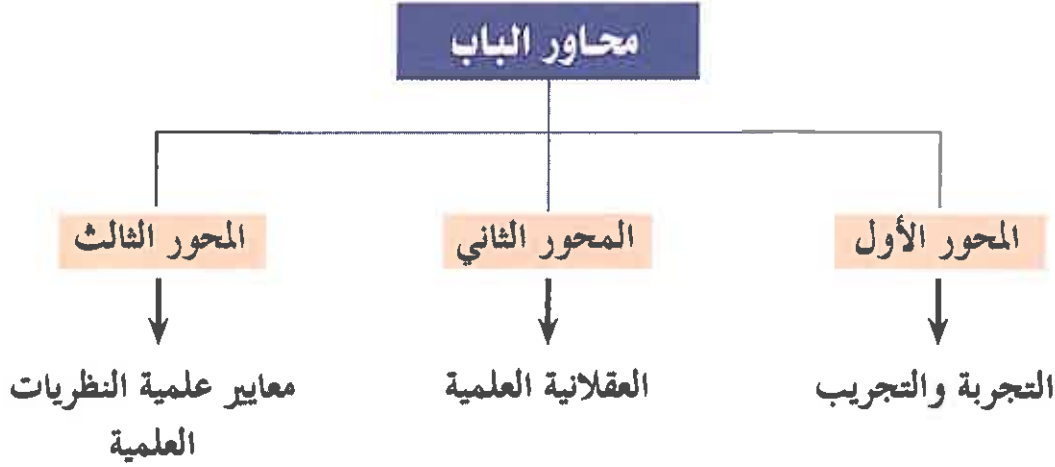 محاور الباب
المحور الأول
المحور الثاني
المحور الثالث
التجربة والتجريب
العقلانية العلمية
معايير علمية النظريات
العلمية